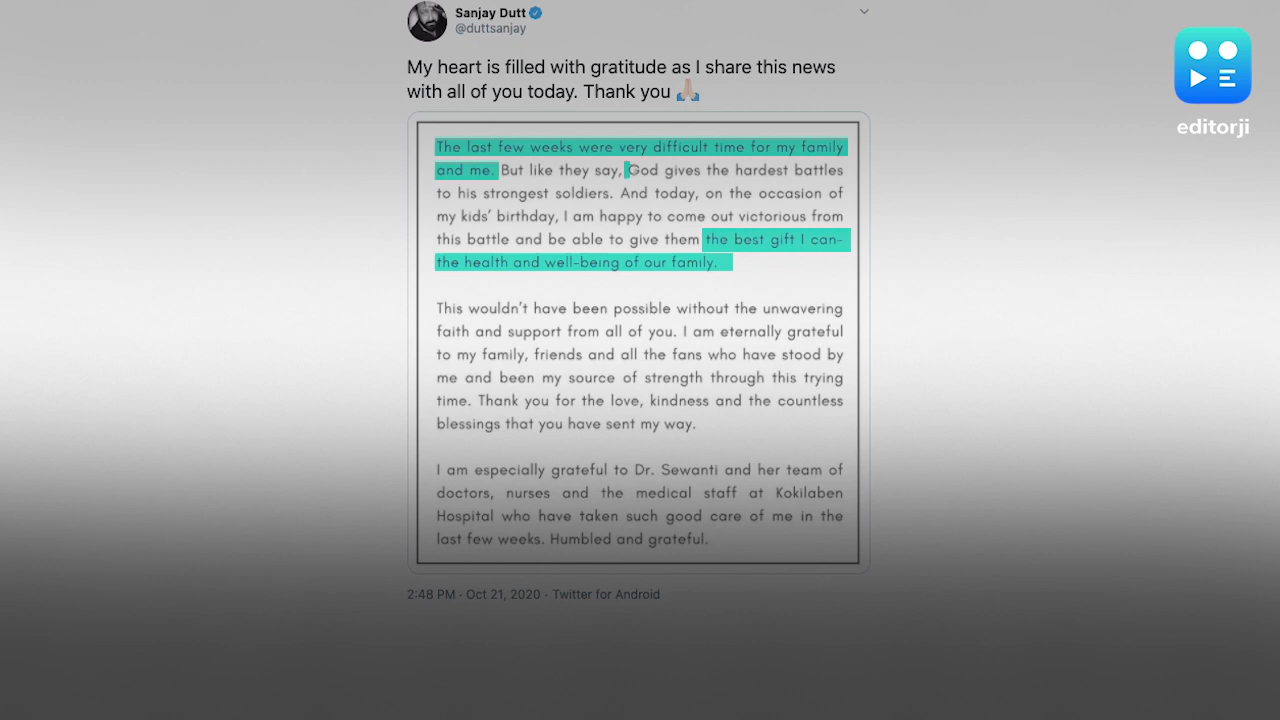 Sanjay Dutt
@duttsanjay
editorji
My heart is filled with gratitude as I share this news
with all of you today. Thank you 🙏🏻
The last few weeks were very difficult time for my family
and me. But like they say, God gives the hardest battles
to his strongest soldiers. And today, on the occasion of
my kids' birthday, I am happy to come out victorious from
this battle and be able to give them the best gift I can-
the health and well-being of our family.
This wouldn't have been possible without the unwavering
faith and support from all of you. I am eternally grateful
to my family, friends and all the fans who have stood by
me and been my source of strength through this trying
time. Thank you for the love, kindness and the countless
blessings that you have sent my way.
I am especially grateful to Dr. Sewanti and her team of
doctors, nurses and the medical staff at Kokilaben
Hospital who have taken such good care of me in the
last few weeks. Humbled and grateful.
2:48 PM · Oct 21, 2020 · Twitter for Android